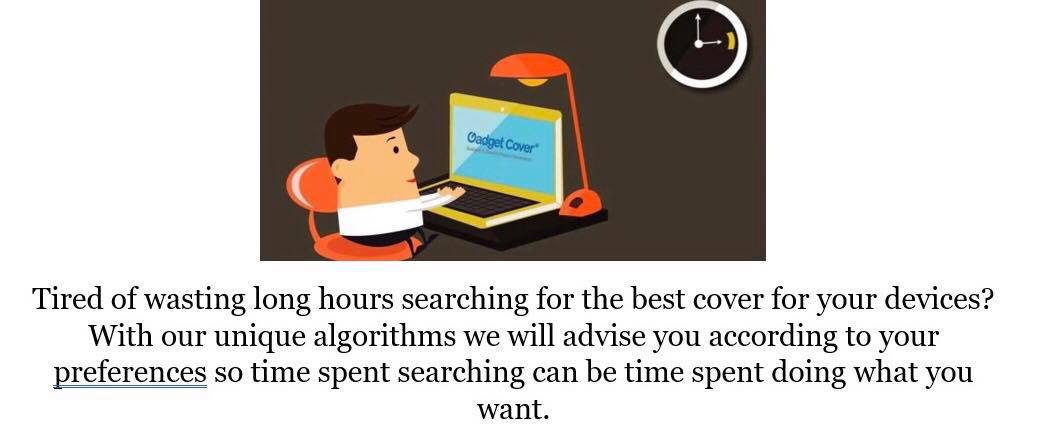 Gadget Cover®
Tired of wasting long hours searching for the best cover for your devices?
With our unique algorithms we will advise you according to your
preferences so time spent searching can be time spent doing what you
want.